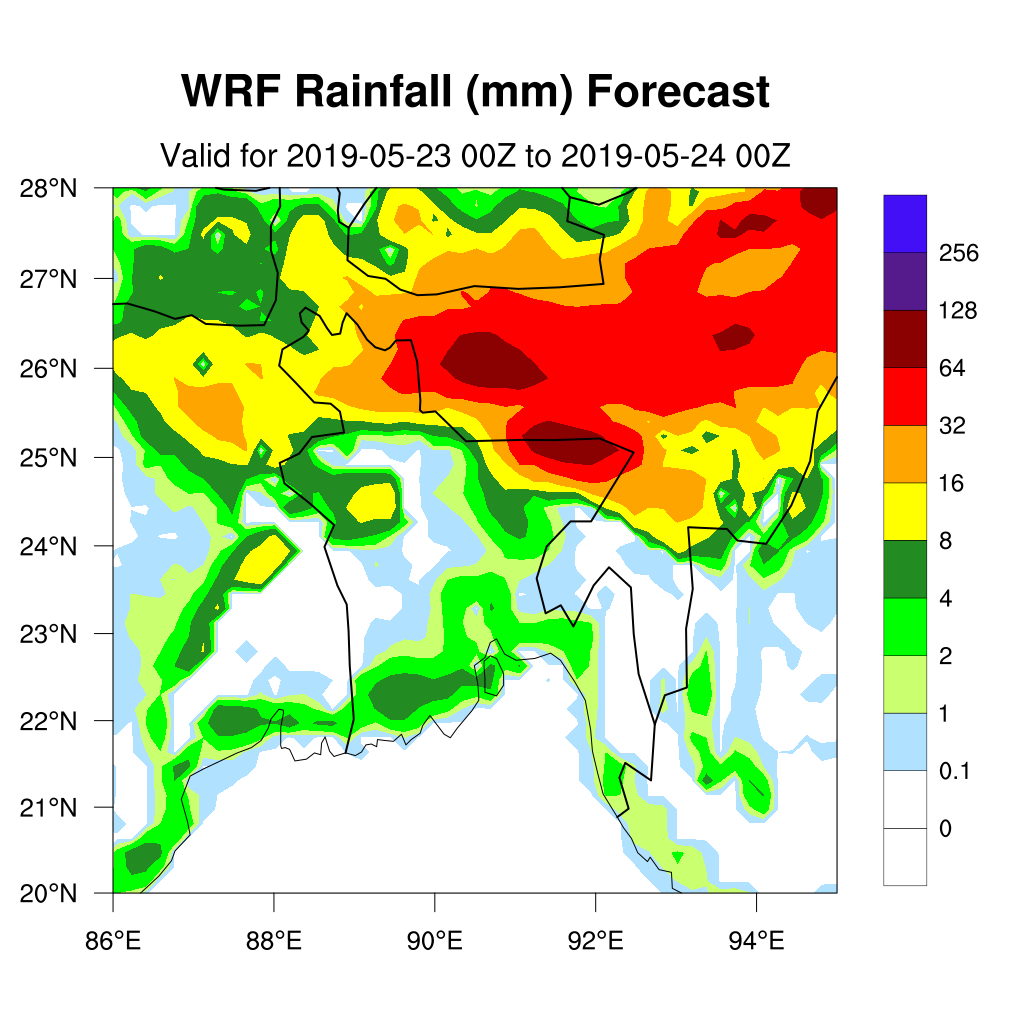 WRF Rainfall (mm) Forecast
Valid for 2019-05-23 00Z to 2019-05-24 00Z
28°N
27°N
26°N
25°N
24°N
23°N
22°N
21°N
20°N
86°E
88°E
90°E
92°E
94°E
256
128
64
32
16
8
4
2
1
0.1
0